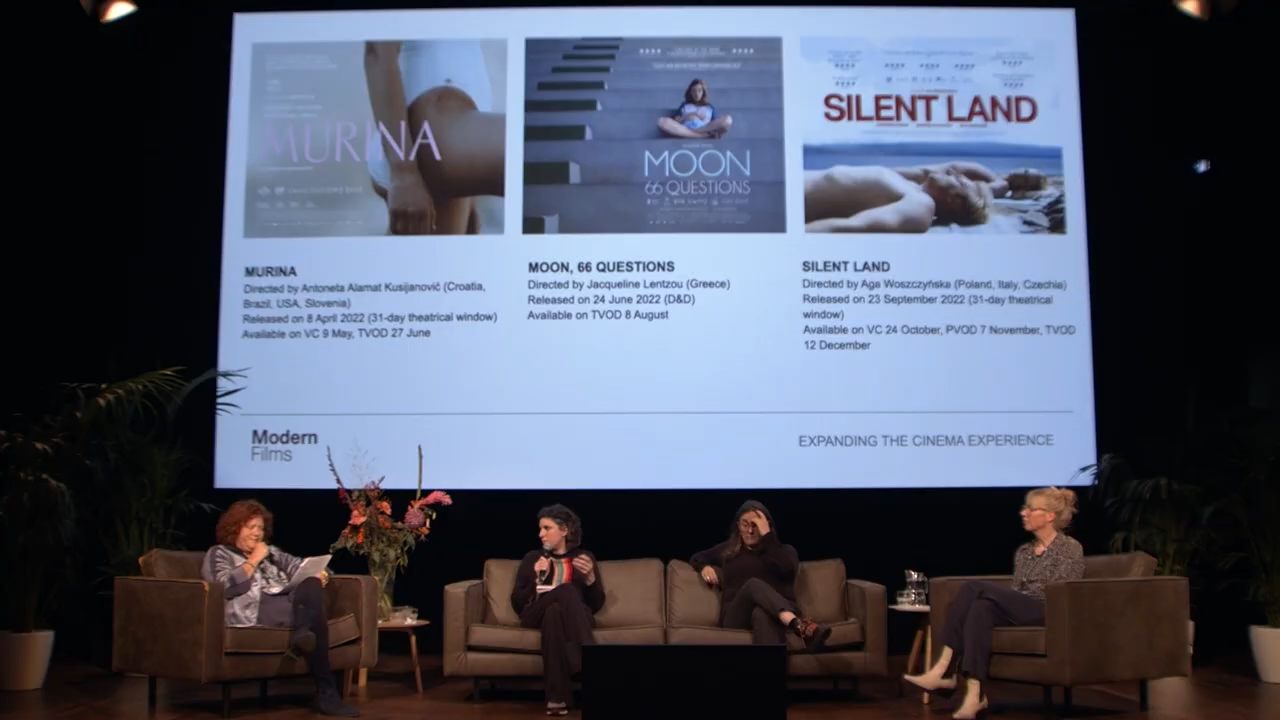 MURINA
MOON
66 QUESTIONS
SILENT LAND
MURINA
Directed by Antoneta Alamat Kusijanović (Croatia,
Brazil, USA, Slovenia)
Released on 8 April 2022 (31-day theatrical window)
Available on VC 9 May, TVOD 27 June
MOON, 66 QUESTIONS
Directed by Jacqueline Lentzou (Greece)
Released on 24 June 2022 (D&D)
Available on TVOD 8 August
SILENT LAND
Directed by Aga Woszczyńska (Poland, Italy, Czechia)
Released on 23 September 2022 (31-day theatrical
window)
Available on VC 24 October, PVOD 7 November, TVOD
12 December
Modern
Films
EXPANDING THE CINEMA EXPERIENCE